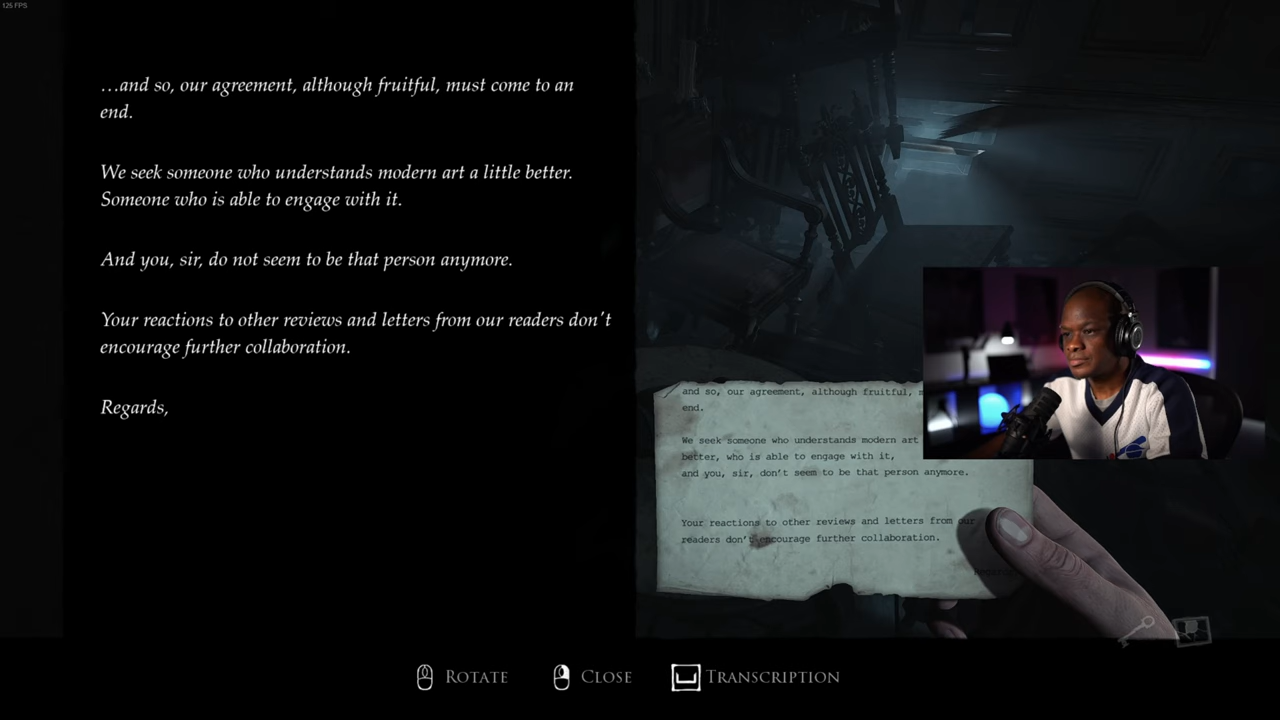 125 FPS
…and so, our agreement, although fruitful, must come to an
end.
We seek someone who understands modern art a little better.
Someone who is able to engage with it.
And you, sir, do not seem to be that person anymore.
Your reactions to other reviews and letters from our readers don't
encourage further collaboration.
Regards,
and so, our agreement, although fruitful,
end.
We seek someone who understands modern art
better, who is able to engage with it,
and you, sir, don't seem to be that person anymore.
Your reactions to other reviews and letters from our
readers don't encourage further collaboration.
ROTATE
CLOSE
TRANSCRIPTION